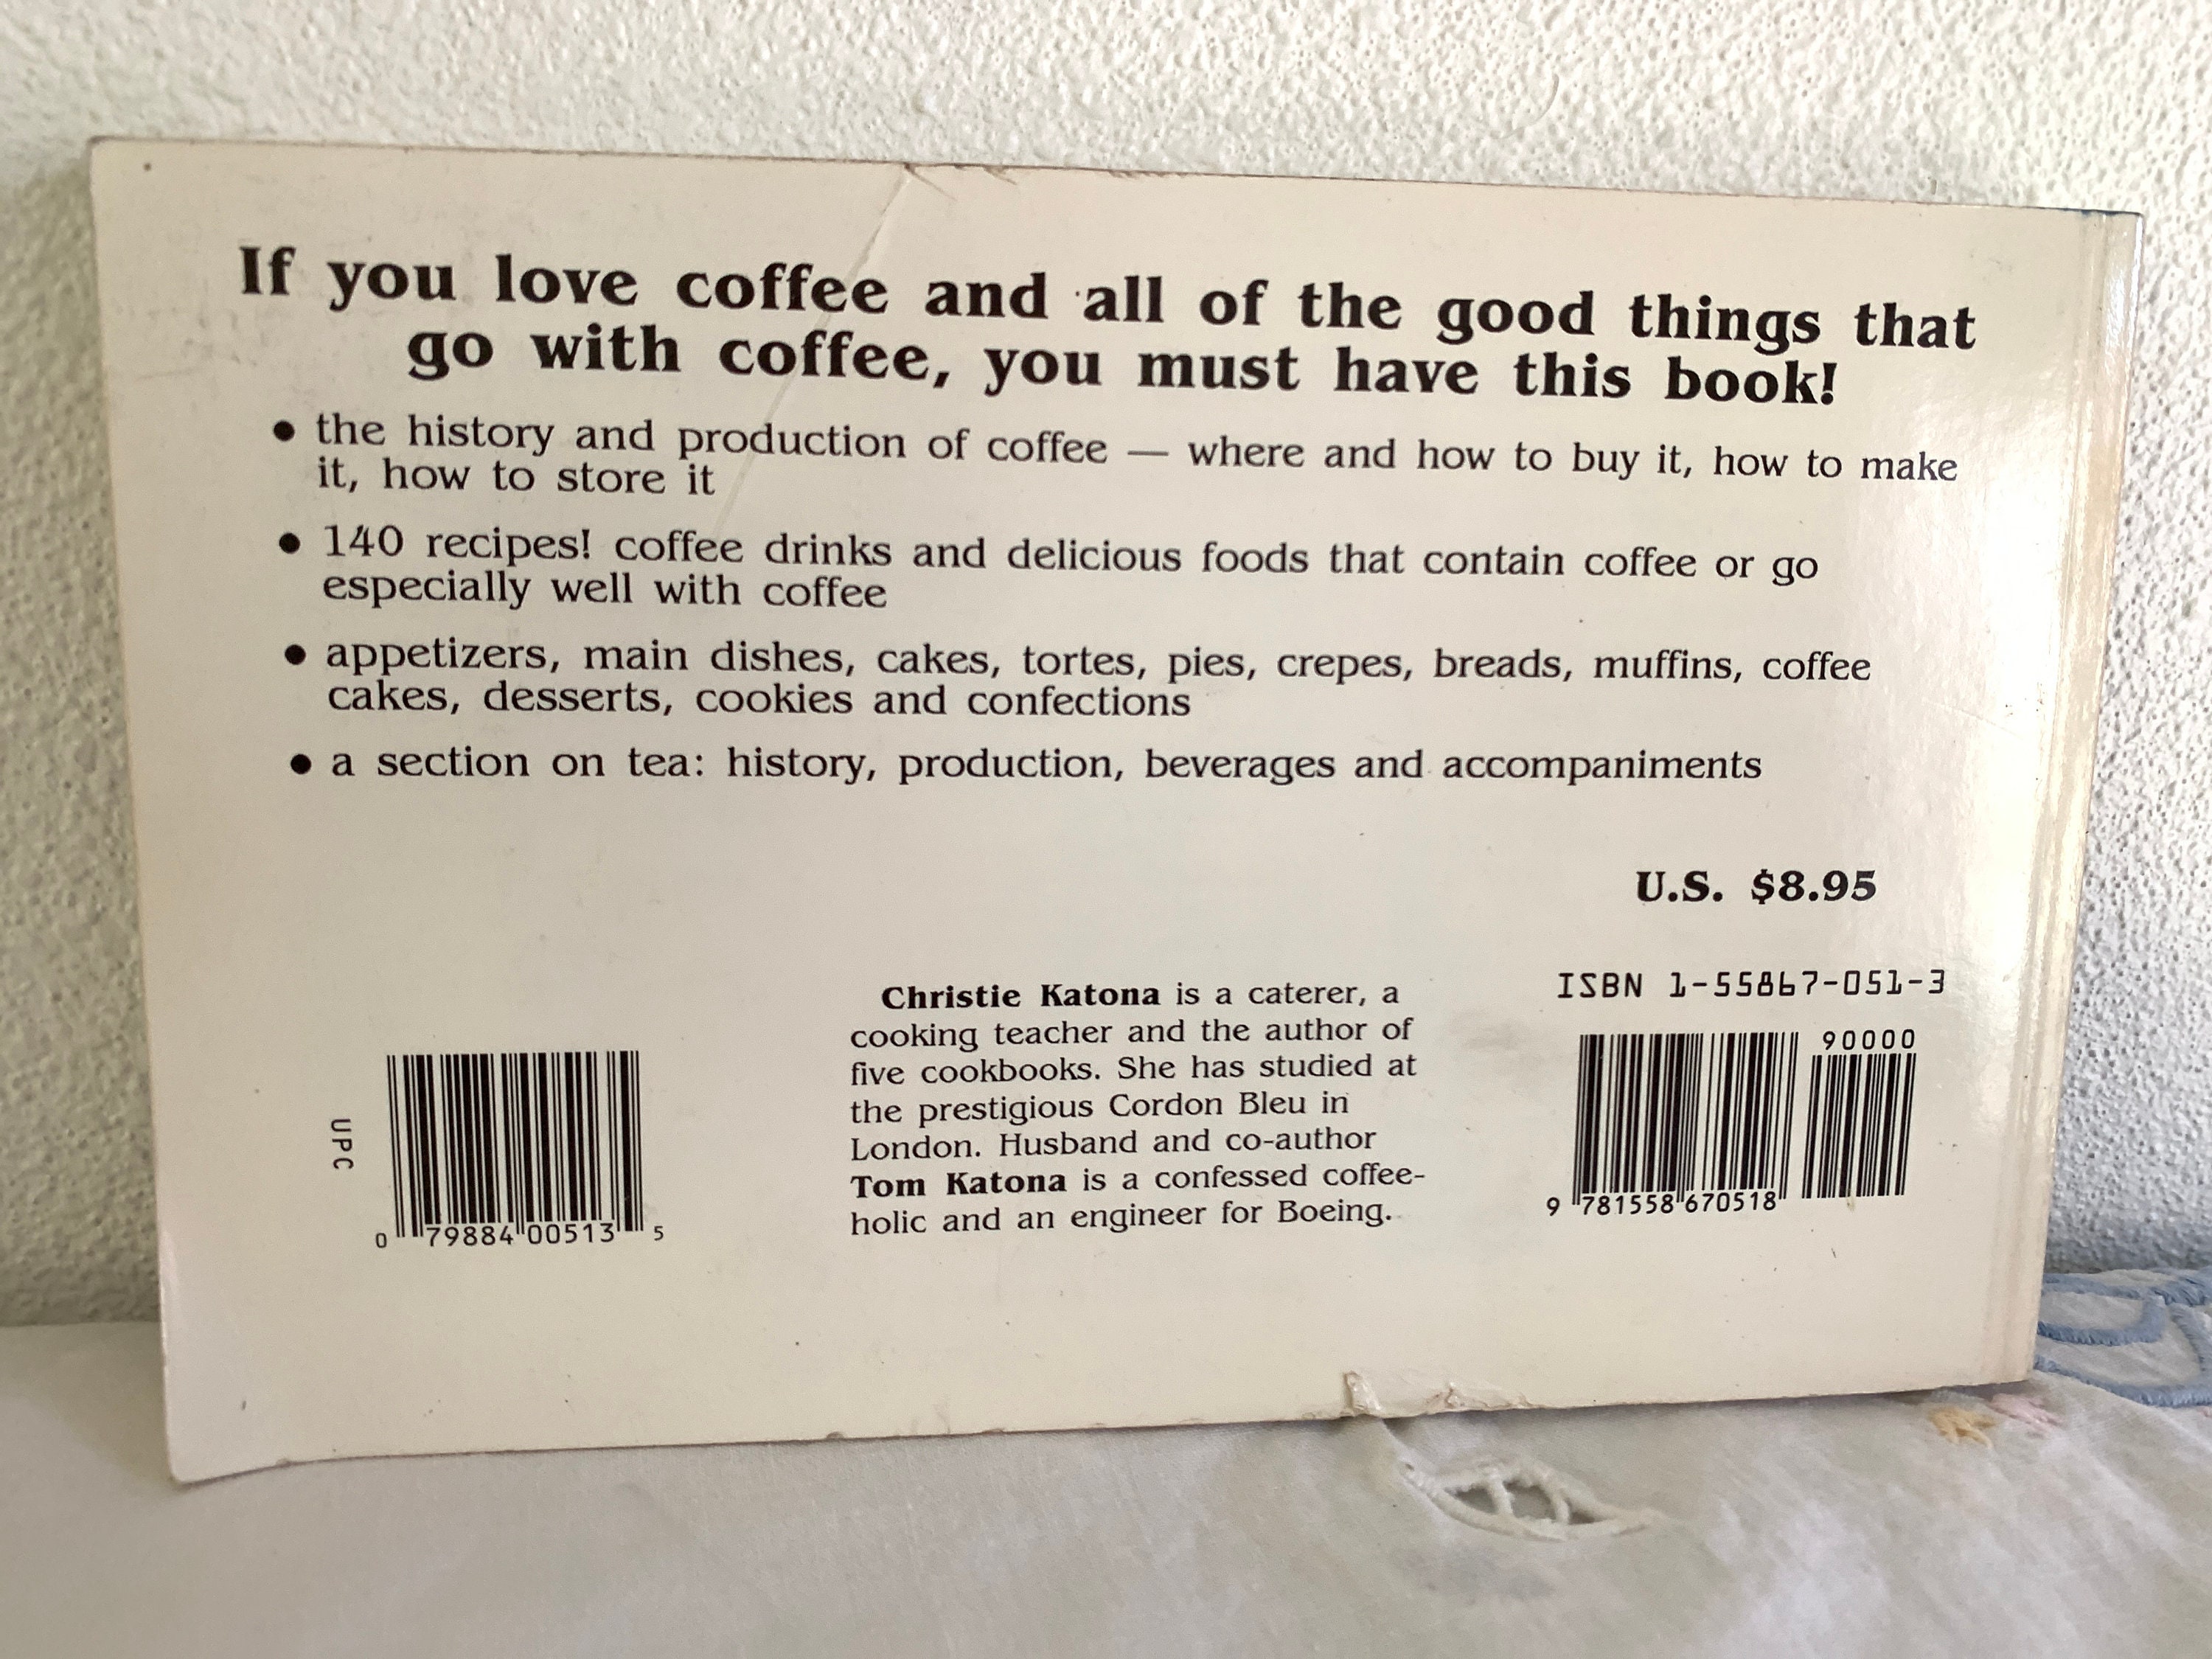 If you love coffee and all of the good things that
go with coffee, you must have this book!
● the history and production of coffee — where and how to buy it, how to make
it, how to store it
● 140 recipes! coffee drinks and delicious foods that contain coffee or go
especially well with coffee
● appetizers, main dishes, cakes, tortes, pies, crepes, breads, muffins, coffee
cakes, desserts, cookies and confections
● a section on tea: history, production, beverages and accompaniments
U.S. $8.95
UPC
0 79884 00513 5
Christie Katona is a caterer, a
cooking teacher and the author of
five cookbooks. She has studied at
the prestigious Cordon Bleu in
London. Husband and co-author
Tom Katona is a confessed coffee-
holic and an engineer for Boeing.
ISBN 1-55867-051-3
90000
9 781558 670518